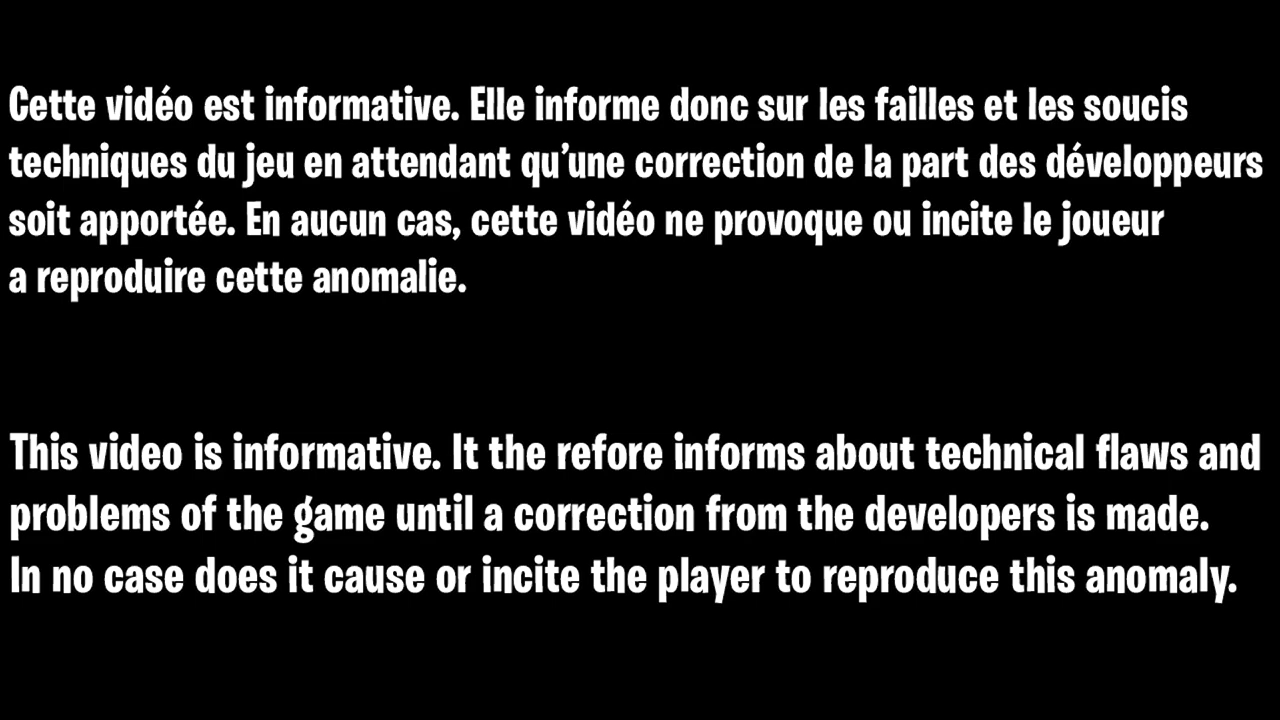 Cette vidéo est informative. Elle informe donc sur les failles et les soucis
techniques du jeu en attendant qu’une correction de la part des développeurs
soit apportée. En aucun cas, cette vidéo ne provoque ou incite le joueur
a reproduire cette anomalie.
This video is informative. It the refore informs about technical flaws and
problems of the game until a correction from the developers is made.
In no case does it cause or incite the player to reproduce this anomaly.